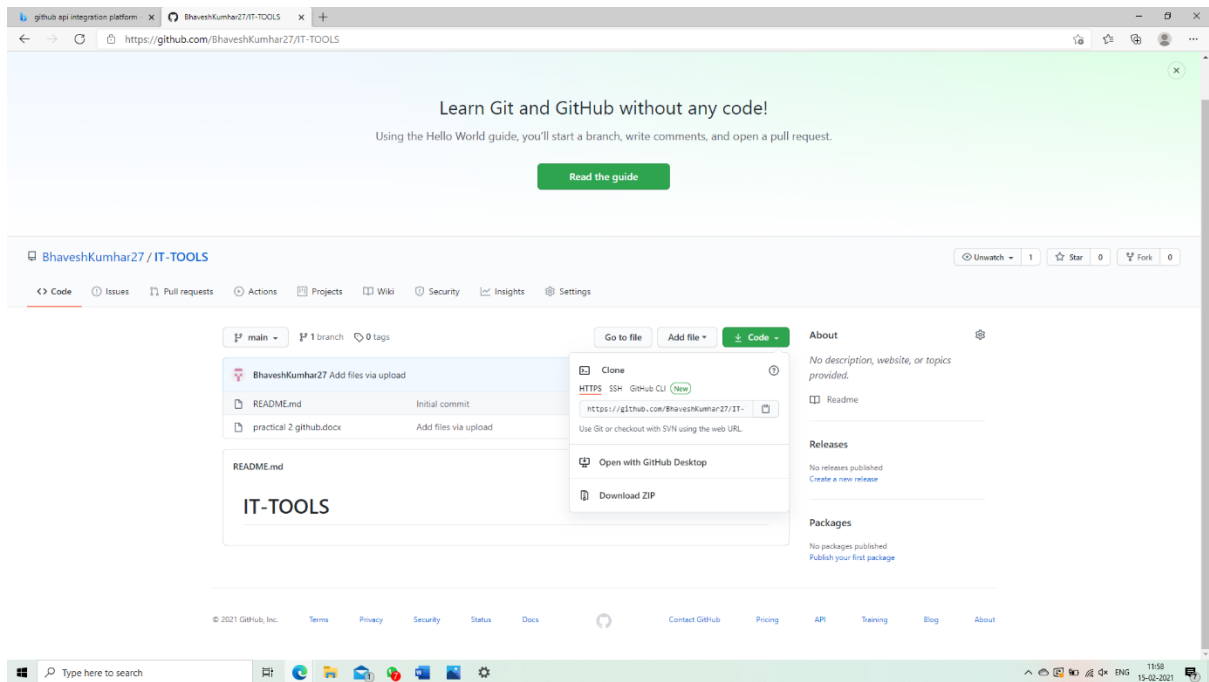 github api integration platform
BhaveshKumhar27/IT-TOOLS
https://github.com/BhaveshKumhar27/IT-TOOLS
Learn Git and GitHub without any code!
Using the Hello World guide, you'll start a branch, write comments, and open a pull request.
Read the guide
BhaveshKumhar27 / IT-TOOLS
Unwatch 1 Star 0 Fork 0
Code Issues Pull requests Actions Projects Wiki Security Insights Settings
main 1 branch 0 tags Go to file Add file Code
BhaveshKumhar27 Add files via upload
README.md Initial commit
practical 2 github.docx Add files via upload
README.md
IT-TOOLS
Clone
HTTPS SSH GitHub CLI New
https://github.com/BhaveshKumhar27/IT-
Use Git or checkout with SVN using the web URL.
Open with GitHub Desktop
Download ZIP
About
No description, website, or topics
provided.
Readme
Releases
No releases published
Create a new release
Packages
No packages published
Publish your first package
© 2021 GitHub, Inc. Terms Privacy Security Status Docs Contact GitHub Pricing API Training Blog About
Type here to search
ENG
11:58
15-02-2021